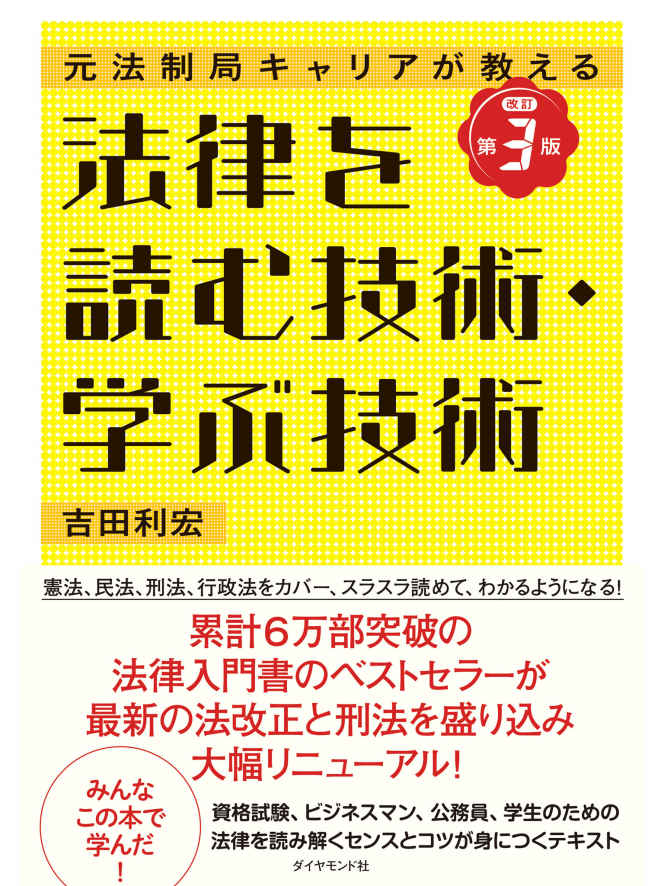 元法制局キャリアが教える
改訂
第3版
法律を
読む技術・
学ぶ技術
吉田利宏
憲法、民法、刑法、行政法をカバー、スラスラ読めて、わかるようになる!
累計6万部突破の
法律入門書のベストセラーが
最新の法改正と刑法を盛り込み
大幅リニューアル!
みんな
この本で
学んだ
!
資格試験、ビジネスマン、公務員、学生のための
法律を読み解くセンスとコツが身につくテキスト
ダイヤモンド社